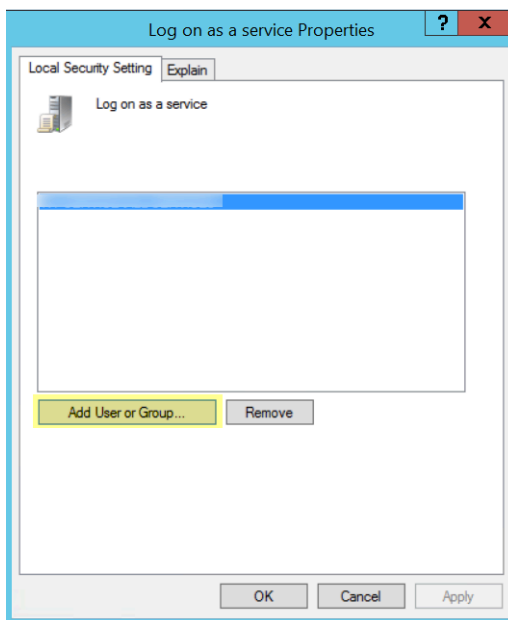 Log on as a service Properties
? x
Local Security Setting
Explain
Log on as a service
Add User or Group...
Remove
OK
Cancel
Apply